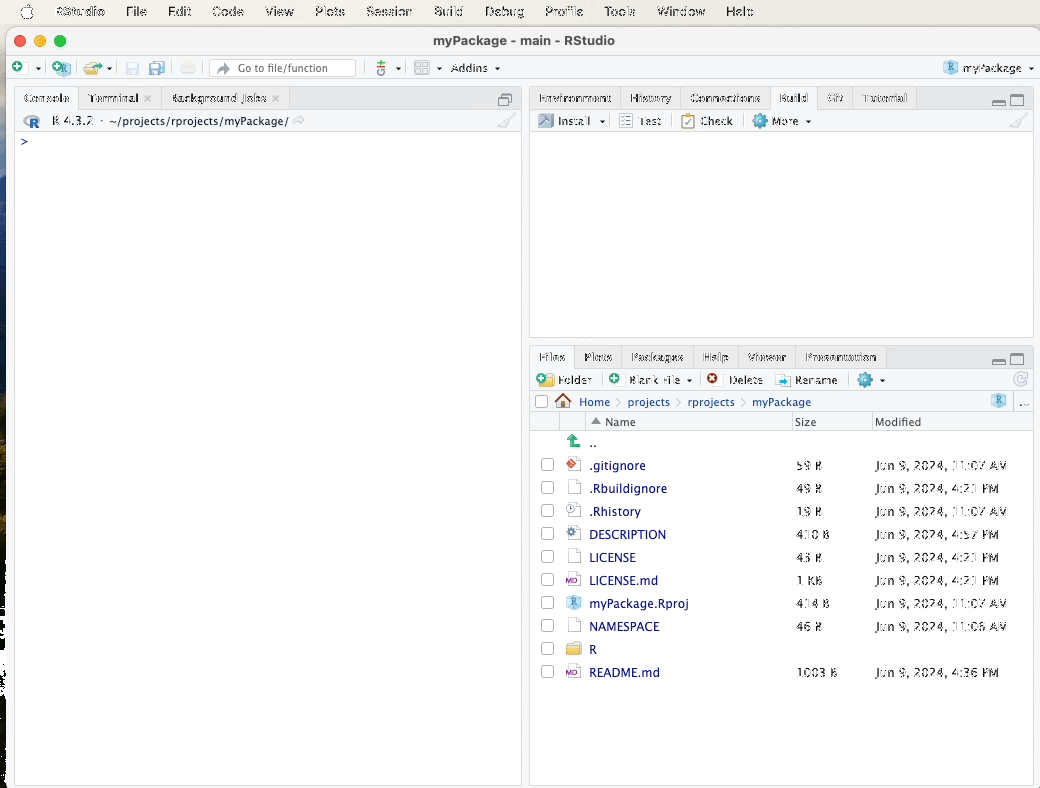 RStudio File Edit Code View Plots Session Build Debug Profile Tools Window Help
myPackage - main - RStudio
Go to file/function Addins myPackage
Console Terminal Background Jobs
R 4.3.2 · ~/projects/rprojects/myPackage/
>
Environment History Connections Build Git Tutorial
Install Test Check More
Files Plots Packages Help Viewer Presentation
Folder Blank File Delete Rename
Home projects rprojects myPackage ...
Name Size Modified
..
.gitignore 59 B Jun 9, 2024, 11:07 AM
.Rbuildignore 49 B Jun 9, 2024, 4:21 PM
.Rhistory 19 B Jun 9, 2024, 11:07 AM
DESCRIPTION 410 B Jun 9, 2024, 4:57 PM
LICENSE 43 B Jun 9, 2024, 4:21 PM
LICENSE.md 1 KB Jun 9, 2024, 4:21 PM
myPackage.Rproj 414 B Jun 9, 2024, 11:07 AM
NAMESPACE 46 B Jun 9, 2024, 11:06 AM
R
README.md 1003 B Jun 9, 2024, 4:36 PM